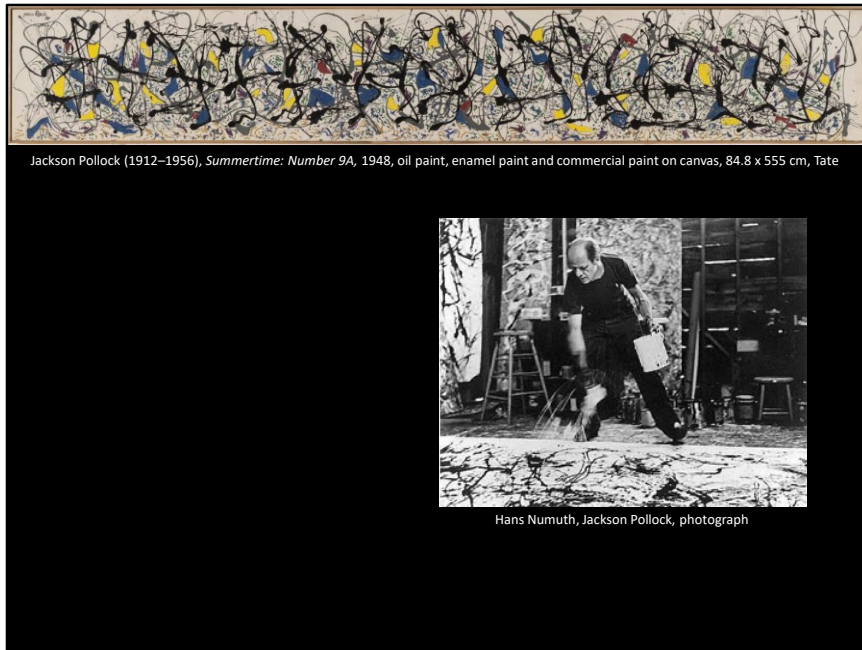 Jackson Pollock (1912–1956), Summertime: Number 9A, 1948, oil paint, enamel paint and commercial paint on canvas, 84.8 x 555 cm, Tate
Hans Numuth, Jackson Pollock, photograph